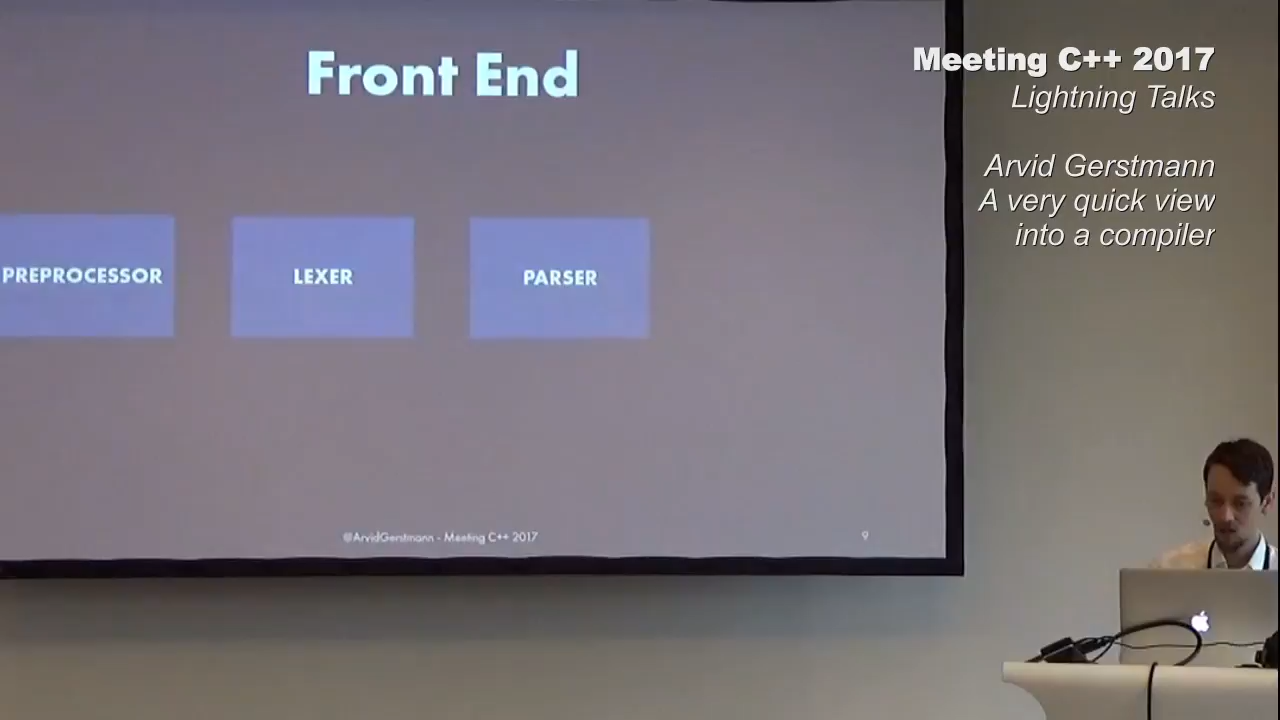 Front End
PREPROCESSOR
LEXER
PARSER
@ArvidGerstmann - Meeting C++ 2017
9
Meeting C++ 2017
Lightning Talks
Arvid Gerstmann
A very quick view
into a compiler